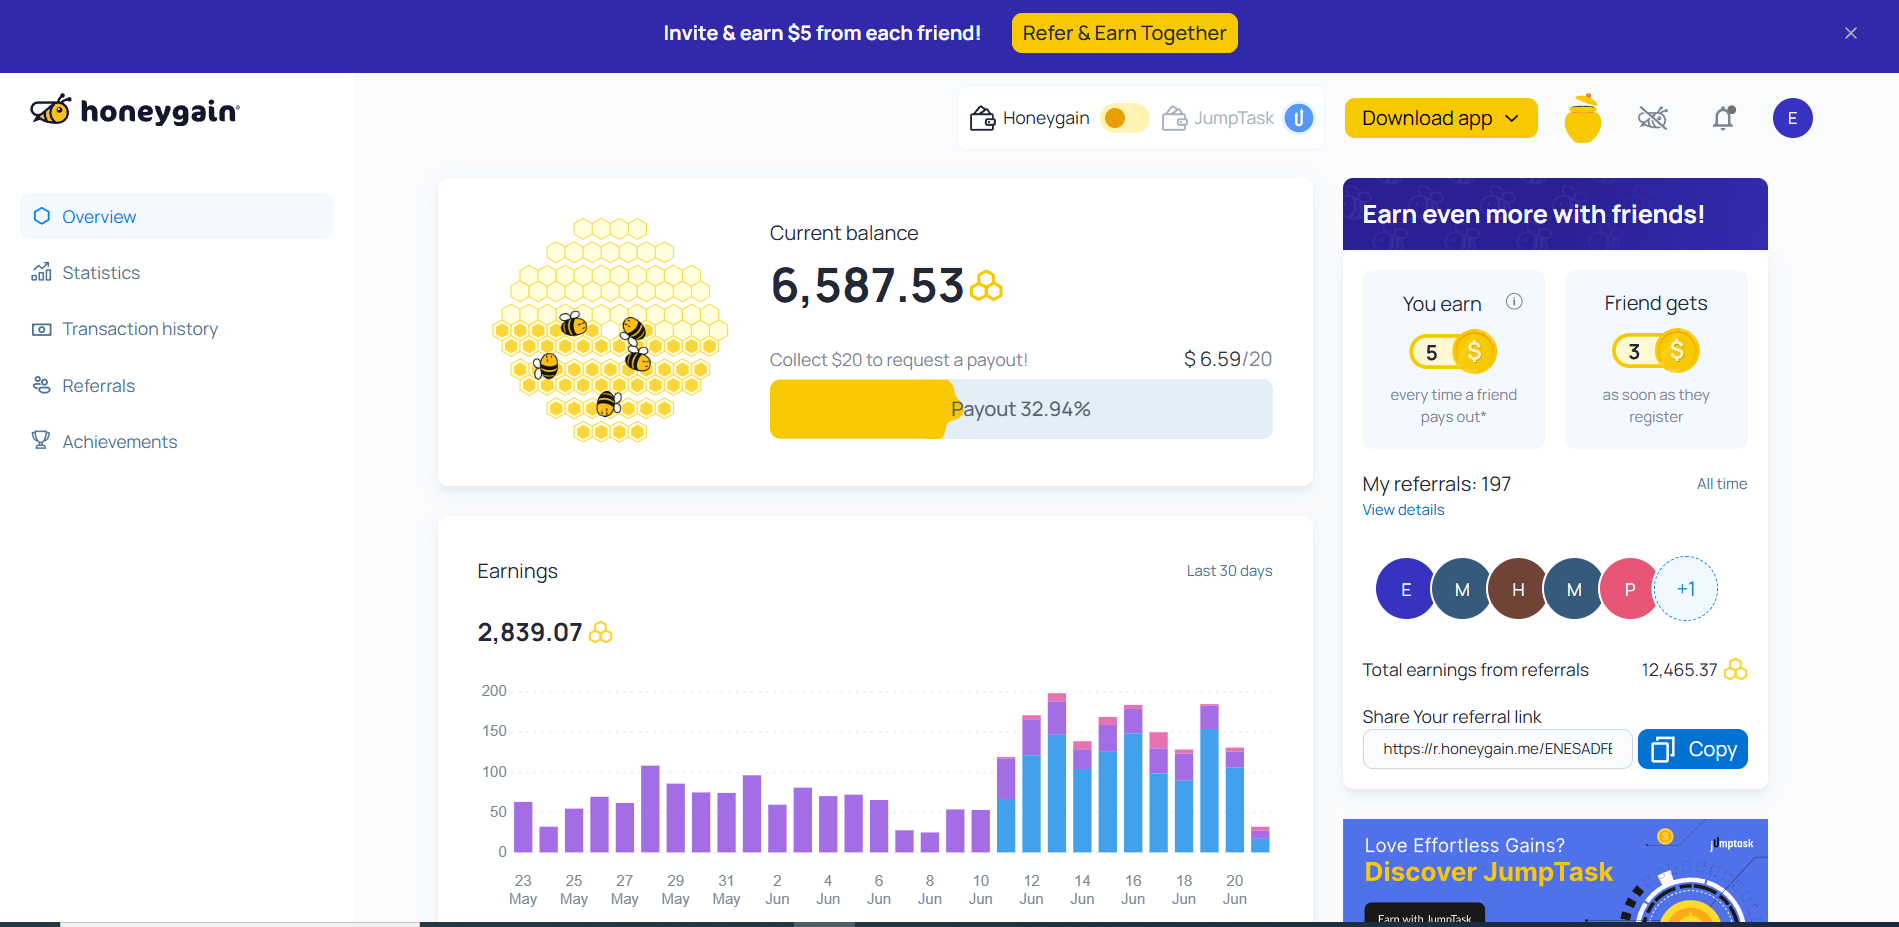 Invite & earn $5 from each friend!
Refer & Earn Together
honeygain
Honeygain
JumpTask
Download app
E
Overview
Statistics
Transaction history
Referrals
Achievements
Current balance
6,587.53
Collect $20 to request a payout!
$ 6.59/20
Payout 32.94%
Earnings
Last 30 days
2,839.07
200
150
100
50
0
23 25 27 29 31 2 4 6 8 10 12 14 16 18 20
May May May May May Jun Jun Jun Jun Jun Jun Jun Jun Jun Jun
Earn even more with friends!
You earn
5 $
every time a friend
pays out*
Friend gets
3 $
as soon as they
register
My referrals: 197
All time
View details
E M H M P +1
Total earnings from referrals
12,465.37
Share Your referral link
https://r.honeygain.me/ENESADFE
Copy
Love Effortless Gains?
jumptask
Discover JumpTask
Earn with JumpTask